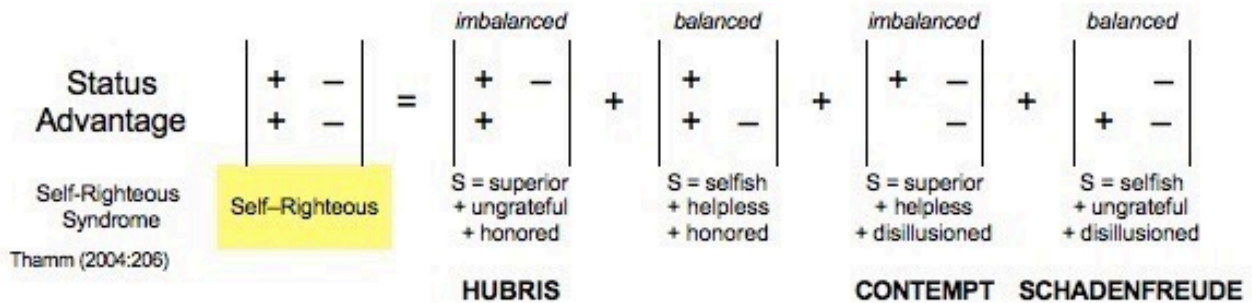 imbalanced balanced imbalanced balanced
Status + – + – + + – –
Advantage + – = + + + – + – + + –
Self-Righteous
Syndrome
Thamm (2004:206)
Self–Righteous
S = superior
+ ungrateful
+ honored
HUBRIS
S = selfish
+ helpless
+ honored
S = superior
+ helpless
+ disillusioned
CONTEMPT
S = selfish
+ ungrateful
+ disillusioned
SCHADENFREUDE